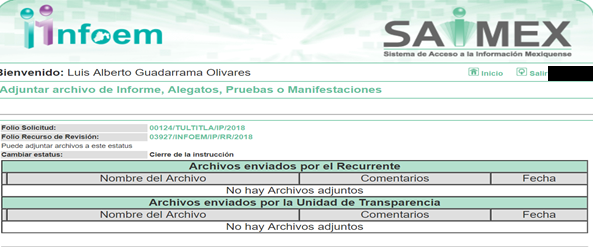 infoem
SAIMEX
Sistema de Acceso a la Información Mexiquense
Bienvenido: Luis Alberto Guadarrama Olivares
Inicio Salir
Adjuntar archivo de Informe, Alegatos, Pruebas o Manifestaciones
Folio Solicitud: 00124/TULTITLA/IP/2018
Folio Recurso de Revisión: 03927/INFOEM/IP/RR/2018
Puede adjuntar archivos a este estatus
Cambiar estatus: Cierre de la instrucción
Archivos enviados por el Recurrente
Nombre del Archivo Comentarios Fecha
No hay Archivos adjuntos
Archivos enviados por la Unidad de Transparencia
Nombre del Archivo Comentarios Fecha
No hay Archivos adjuntos